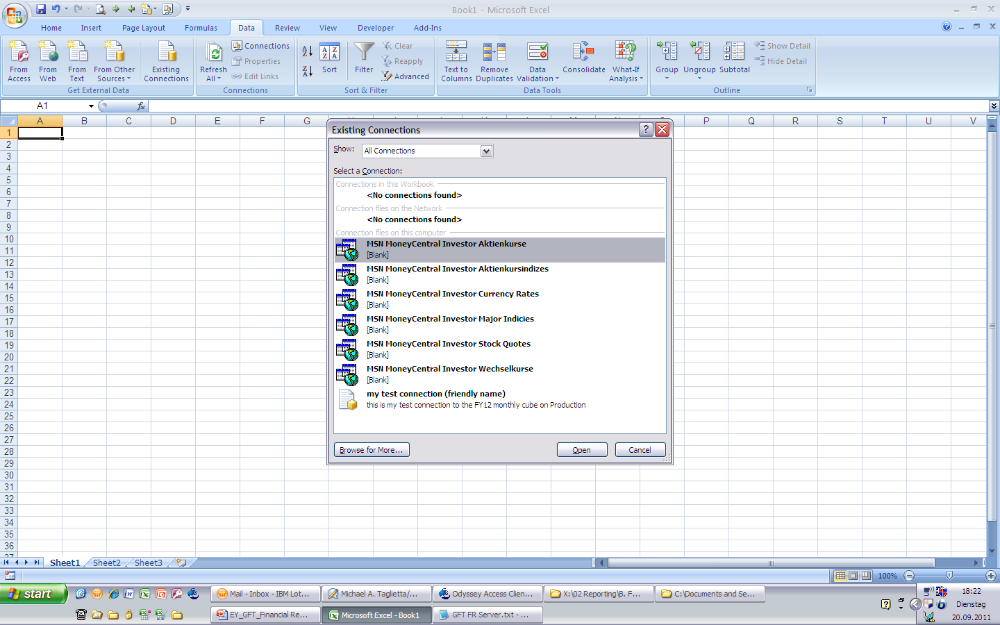 Book1 - Microsoft Excel
Home Insert Page Layout Formulas Data Review View Developer Add-Ins
From Access
From Web
From Text
From Other Sources
Existing Connections
Get External Data
Refresh All
Connections
Properties
Edit Links
Connections
Sort
Filter
Clear
Reapply
Advanced
Sort & Filter
Text to Columns
Remove Duplicates
Data Validation
Consolidate
What-If Analysis
Data Tools
Group
Ungroup
Subtotal
Show Detail
Hide Detail
Outline
A1
fx
A B C D E F G P Q R S T U V
1
2
3
4
5
6
7
8
9
10
11
12
13
14
15
16
17
18
19
20
21
22
23
24
25
26
27
28
29
30
31
32
33
34
35
36
37
Existing Connections
Show: All Connections
Select a Connection:
Connections in this Workbook
<No connections found>
Connection files on the Network
<No connections found>
Connection files on this computer
MSN MoneyCentral Investor Aktienkurse
[Blank]
MSN MoneyCentral Investor Aktienkursindizes
[Blank]
MSN MoneyCentral Investor Currency Rates
[Blank]
MSN MoneyCentral Investor Major Indicies
[Blank]
MSN MoneyCentral Investor Stock Quotes
[Blank]
MSN MoneyCentral Investor Wechselkurse
[Blank]
my test connection (friendly name)
this is my test connection to the FY12 monthly cube on Production
Browse for More... Open Cancel
Sheet1 Sheet2 Sheet3
100%
start
Mail - Inbox - IBM Lot...
Michael A. Taglietta/...
Odyssey Access Clien...
X:\02 Reporting\B. F...
C:\Documents and Se...
18:22
EY_GFT_Financial Re...
Microsoft Excel - Book1
GFT FR Server.txt - ...
Dienstag
20.09.2011